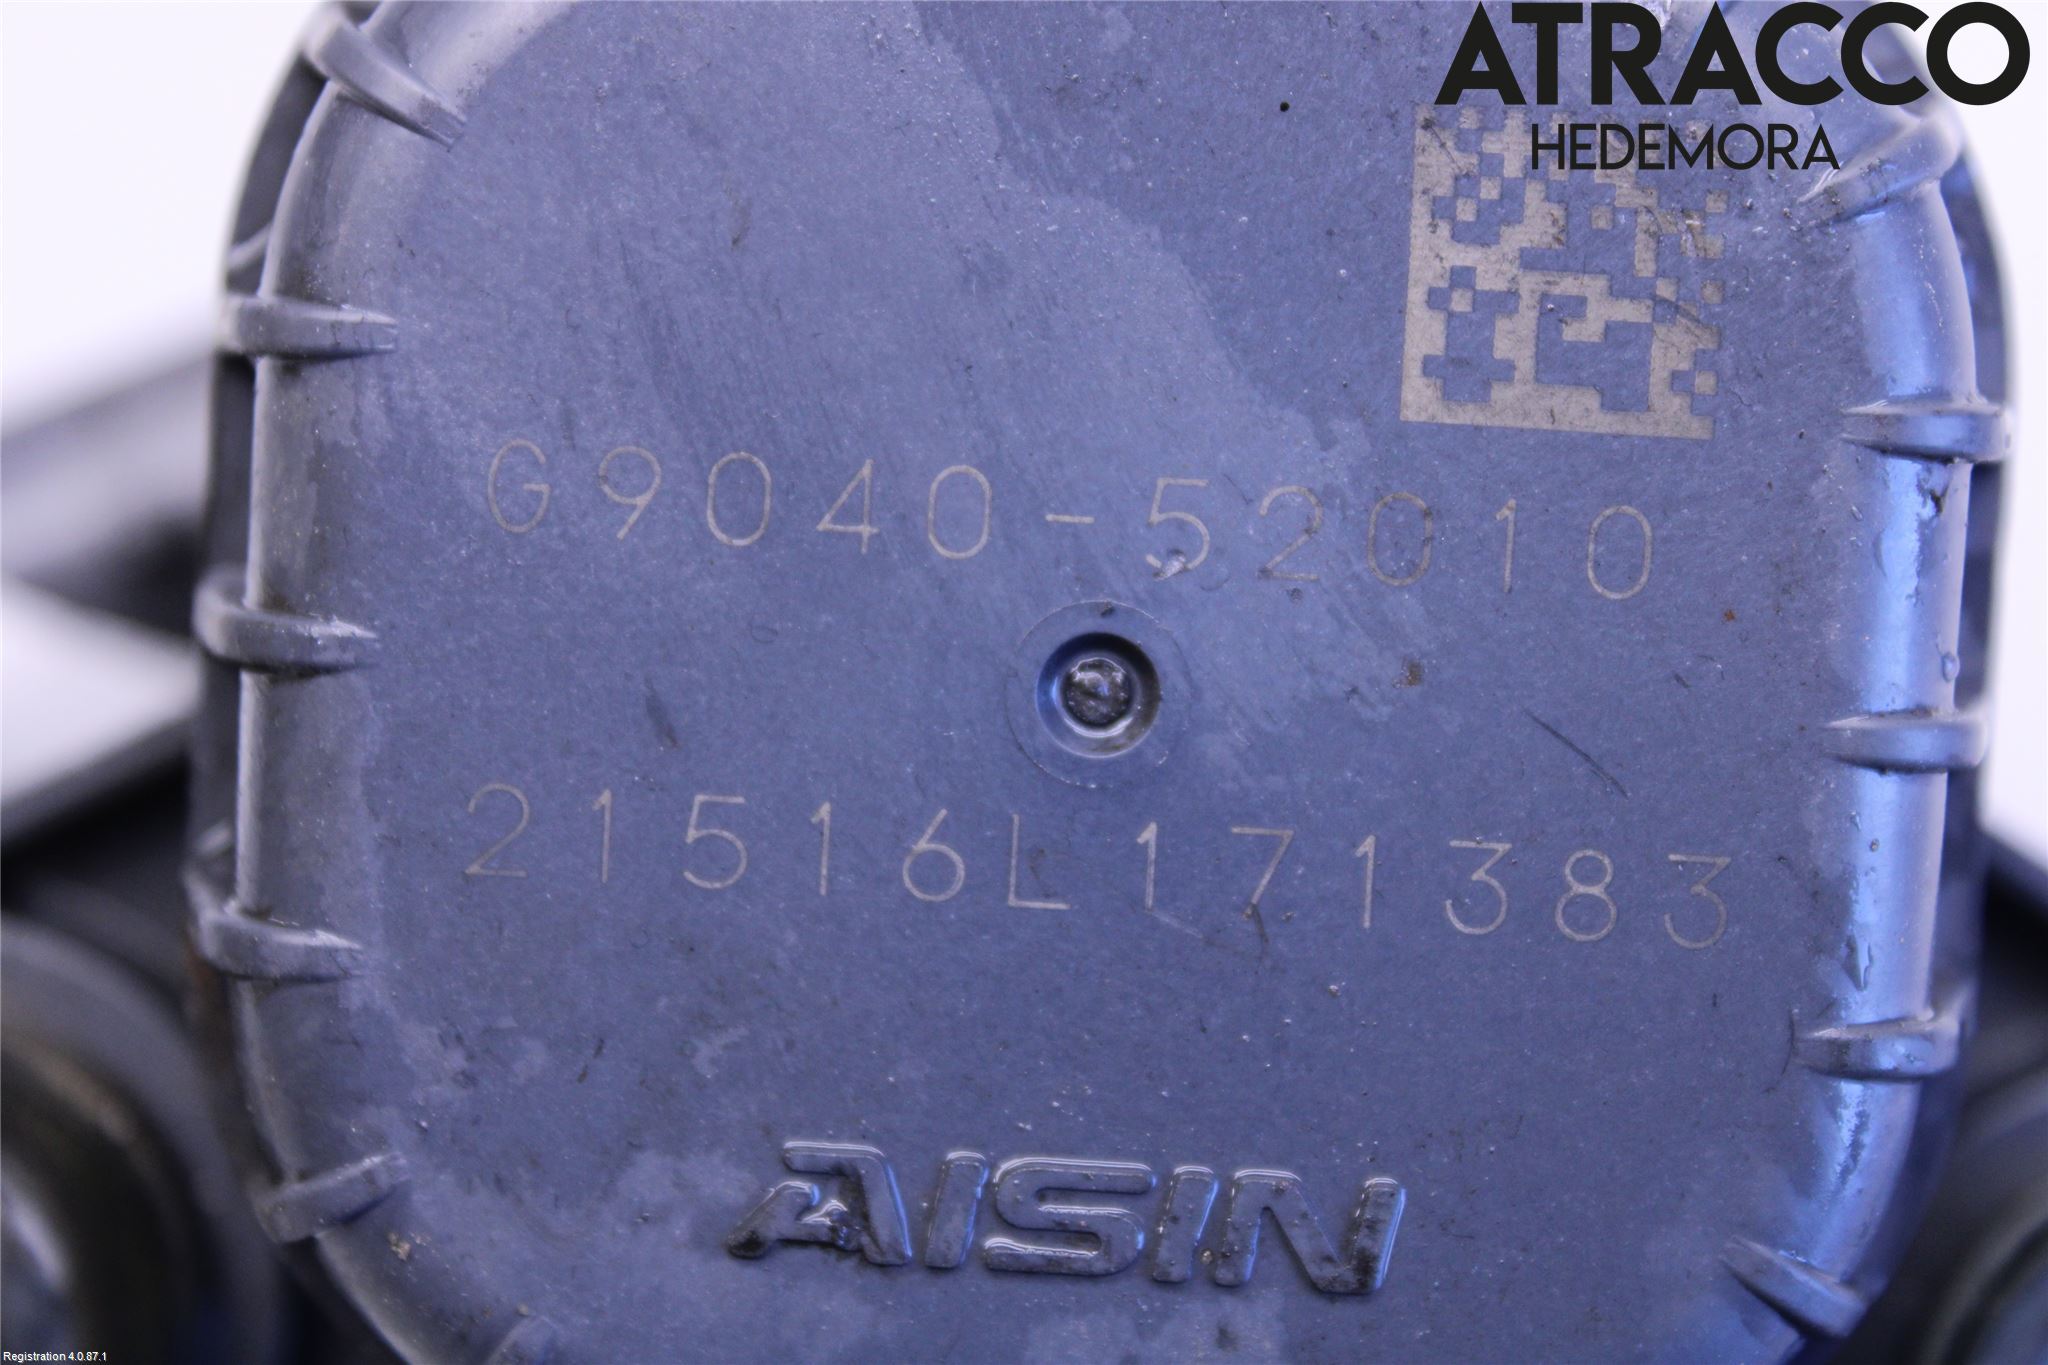 ATRACCO
HEDEMORA
G9040-52010
21516L171383
AISIN
Registration 4.0.87.1